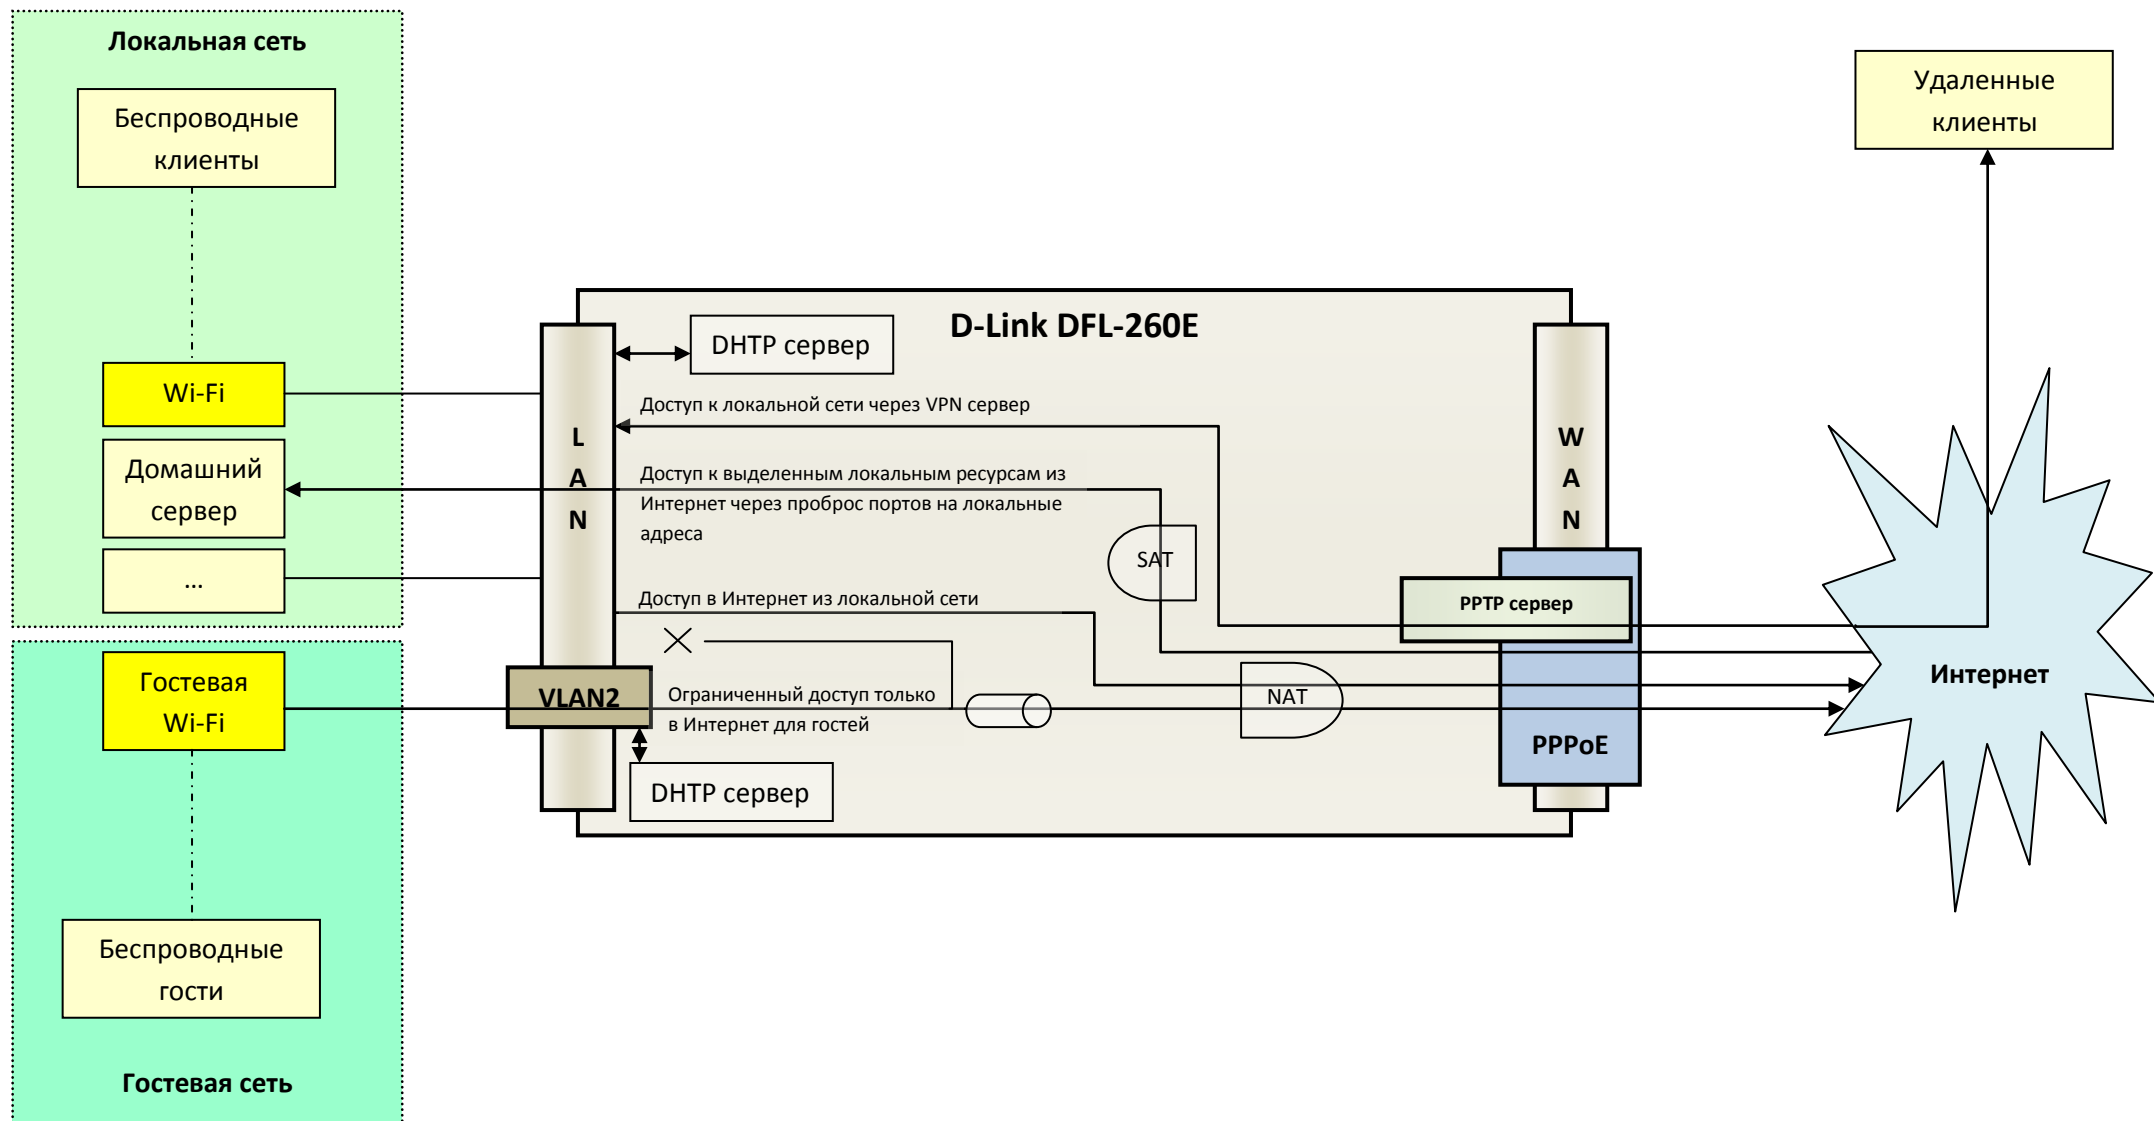 Локальная сеть
Беспроводные
клиенты
Wi-Fi
Домашний
сервер
...
Гостевая
Wi-Fi
Беспроводные
гости
Гостевая сеть
D-Link DFL-260E
DHTP сервер
L
A
N
Доступ к локальной сети через VPN сервер
Доступ к выделенным локальным ресурсам из
Интернет через проброс портов на локальные
адреса
SAT
Доступ в Интернет из локальной сети
VLAN2
Ограниченный доступ только
в Интернет для гостей
NAT
DHTP сервер
W
A
N
PPTP сервер
PPPoE
Удаленные
клиенты
Интернет